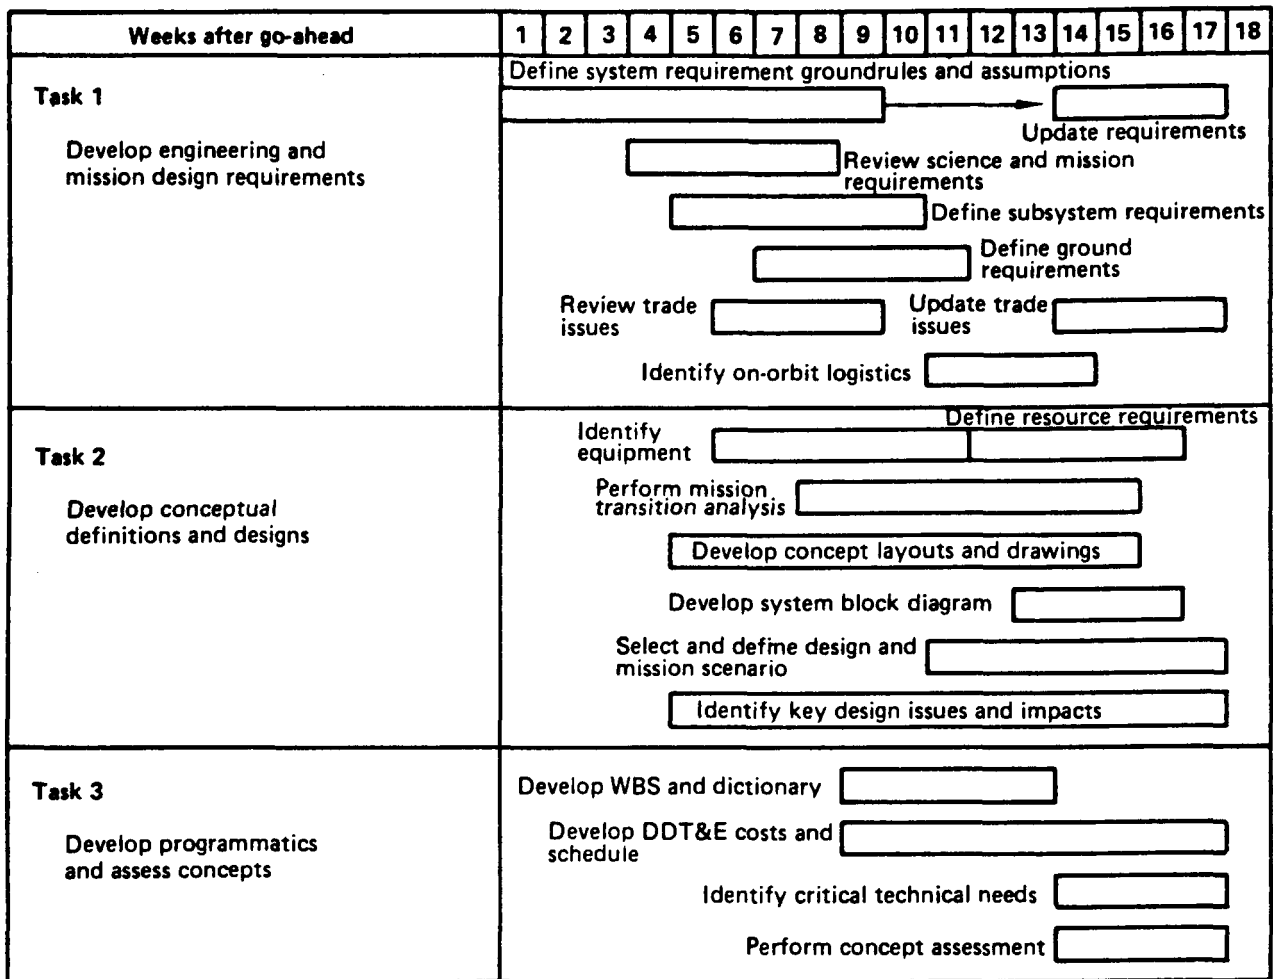 Weeks after go-ahead 1 2 3 4 5 6 7 8 9 10 11 12 13 14 15 16 17 18
Task 1
Develop engineering and
mission design requirements
Define system requirement groundrules and assumptions
Update requirements
Review science and mission
requirements
Define subsystem requirements
Define ground
requirements
Review trade
issues
Update trade
issues
Identify on-orbit logistics
Task 2
Develop conceptual
definitions and designs
Define resource requirements
Identify
equipment
Perform mission
transition analysis
Develop concept layouts and drawings
Develop system block diagram
Select and define design and
mission scenario
Identify key design issues and impacts
Task 3
Develop programmatics
and assess concepts
Develop WBS and dictionary
Develop DDT&E costs and
schedule
Identify critical technical needs
Perform concept assessment